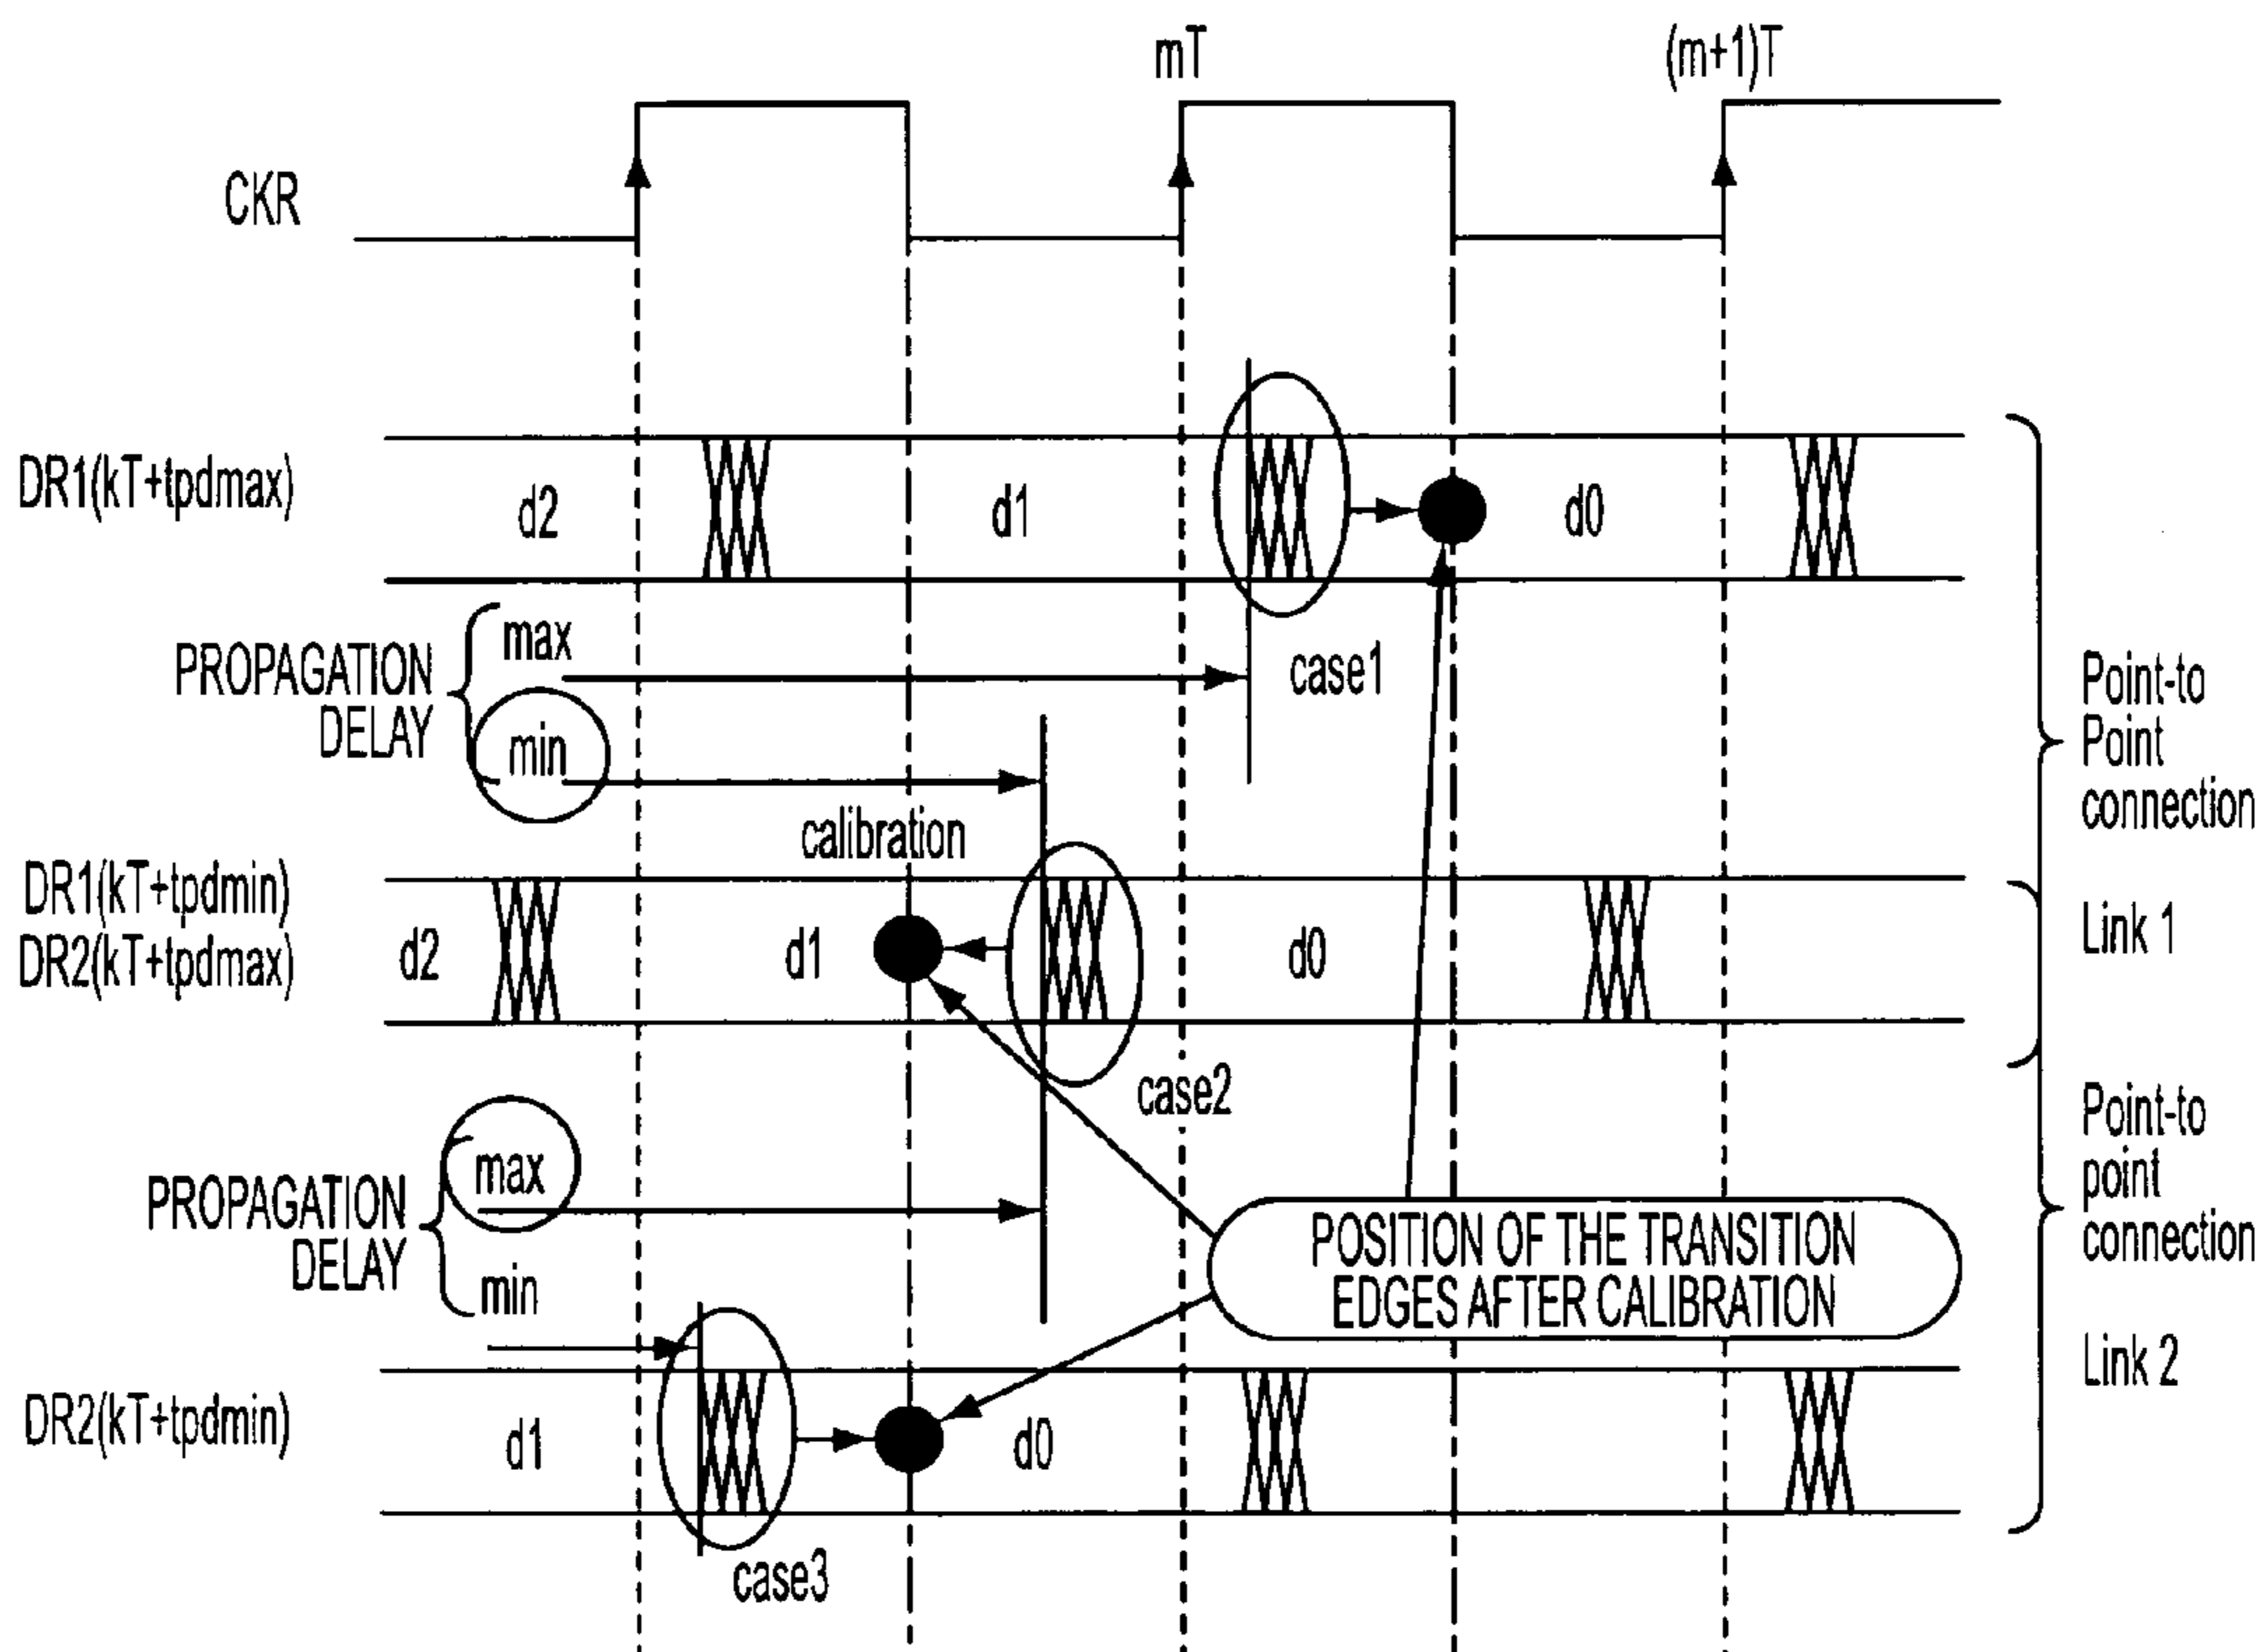 mT
(m+1)T
CKR
DR1(kT+tpdmax)
d2
d1
d0
PROPAGATION
DELAY
max
min
case1
Point-to
Point
connection
calibration
DR1(kT+tpdmin)
DR2(kT+tpdmax)
d2
d1
d0
Link 1
case2
PROPAGATION
DELAY
max
min
POSITION OF THE TRANSITION
EDGES AFTER CALIBRATION
Point-to
point
connection
Link 2
DR2(kT+tpdmin)
d1
d0
case3